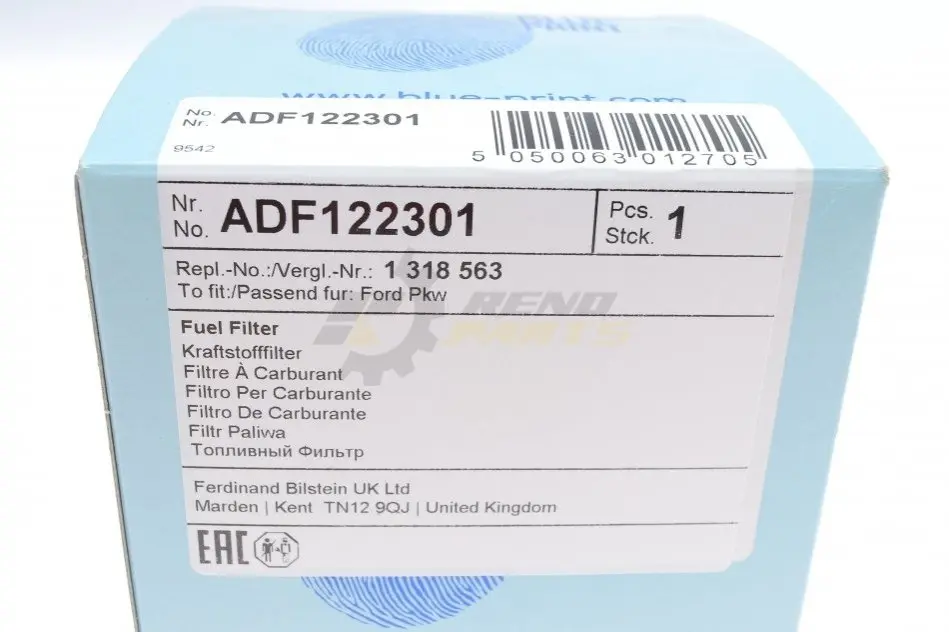 www.blue-print.com
No.
Nr. ADF122301
9542
5 050063 012705
Nr.
No. ADF122301
Pcs.
Stck. 1
Repl.-No.:/Vergl.-Nr.: 1 318 563
To fit:/Passend fur: Ford Pkw
RENO
PARTS
Fuel Filter
Kraftstofffilter
Filtre À Carburant
Filtro Per Carburante
Filtro De Carburante
Filtr Paliwa
Топливный Фильтр
Ferdinand Bilstein UK Ltd
Marden | Kent TN12 9QJ | United Kingdom
EAC